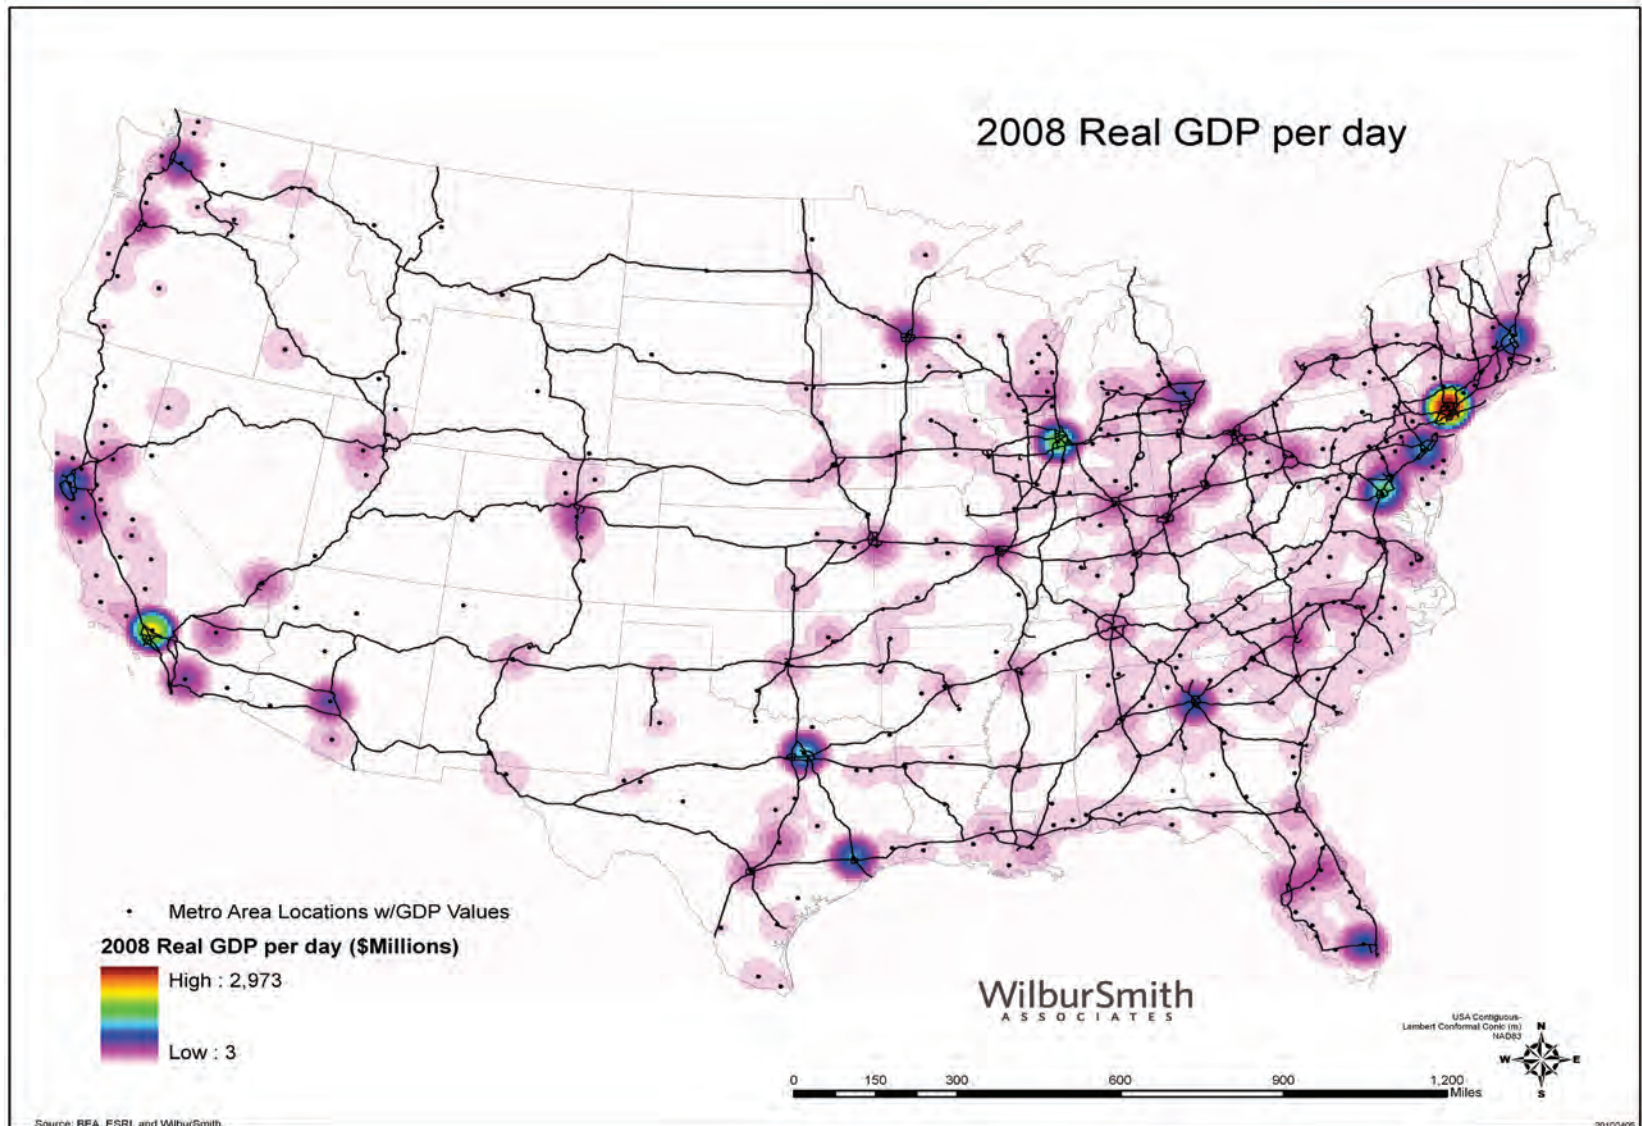 2008 Real GDP per day
Metro Area Locations w/GDP Values
2008 Real GDP per day ($Millions)
High : 2,973
Low : 3
WilburSmith
ASSOCIATES
USA Contiguous-
Lambert Conformal Conic (m)
NAD83
N
W E
S
0 150 300 600 900 1,200
Miles
Source: BEA, ESRI, and WilburSmith
20100405